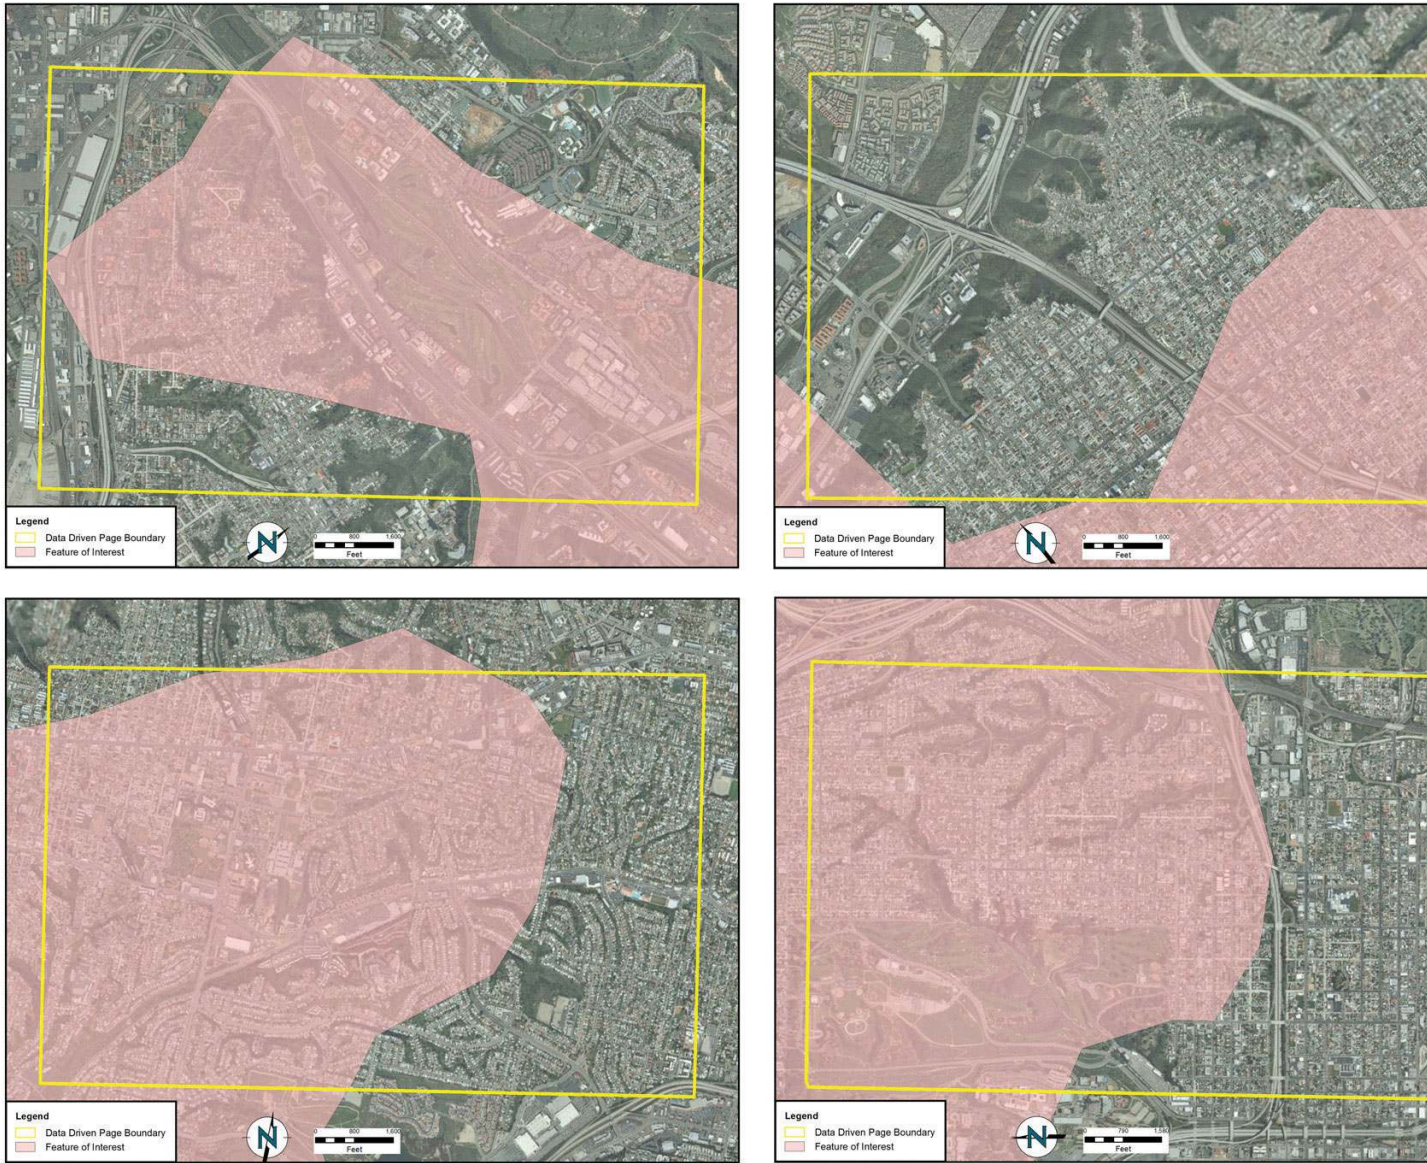 Legend
Data Driven Page Boundary
Feature of Interest
N
0 800 1,600
Feet
Legend
Data Driven Page Boundary
Feature of Interest
N
0 800 1,600
Feet
Legend
Data Driven Page Boundary
Feature of Interest
N
0 800 1,600
Feet
Legend
Data Driven Page Boundary
Feature of Interest
N
0 790 1,580
Feet